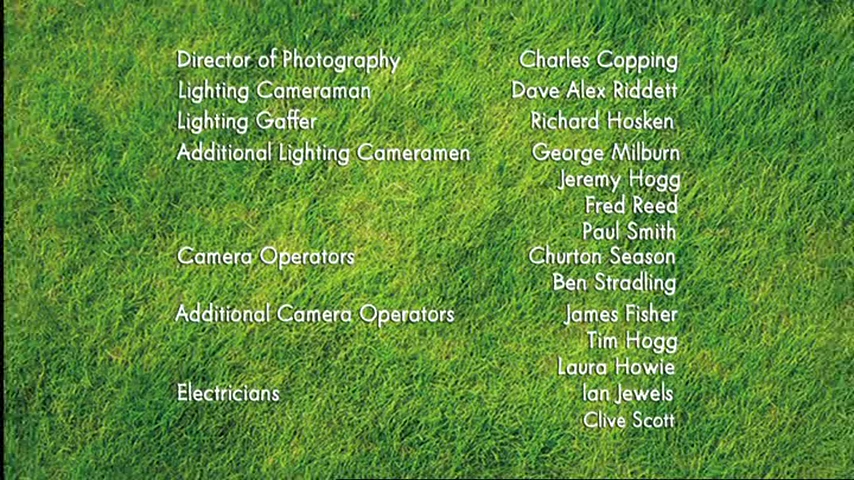 Director of Photography Charles Copping
Lighting Cameraman Dave Alex Riddett
Lighting Gaffer Richard Hosken
Additional Lighting Cameramen George Milburn
Jeremy Hogg
Fred Reed
Paul Smith
Camera Operators Churton Season
Ben Stradling
Additional Camera Operators James Fisher
Tim Hogg
Laura Howie
Electricians Ian Jewels
Clive Scott